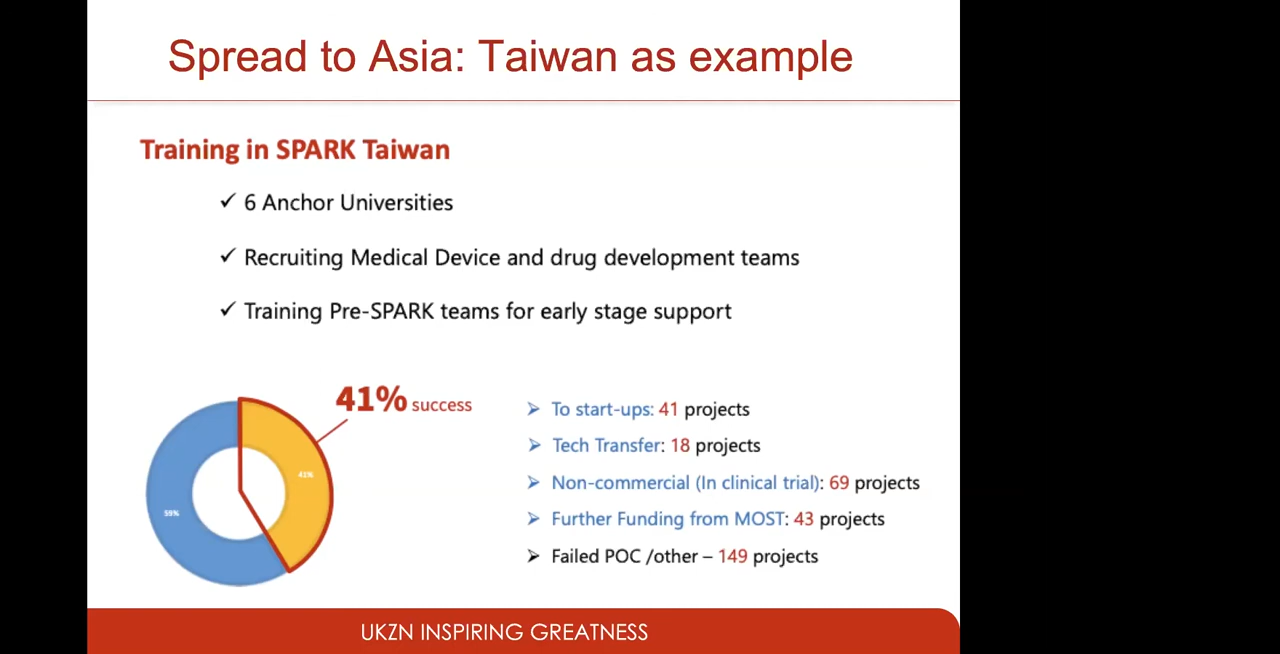 Spread to Asia: Taiwan as example
Training in SPARK Taiwan
✓ 6 Anchor Universities
✓ Recruiting Medical Device and drug development teams
✓ Training Pre-SPARK teams for early stage support
41% success
41%
59%
➢ To start-ups: 41 projects
➢ Tech Transfer: 18 projects
➢ Non-commercial (In clinical trial): 69 projects
➢ Further Funding from MOST: 43 projects
➢ Failed POC /other – 149 projects
UKZN INSPIRING GREATNESS